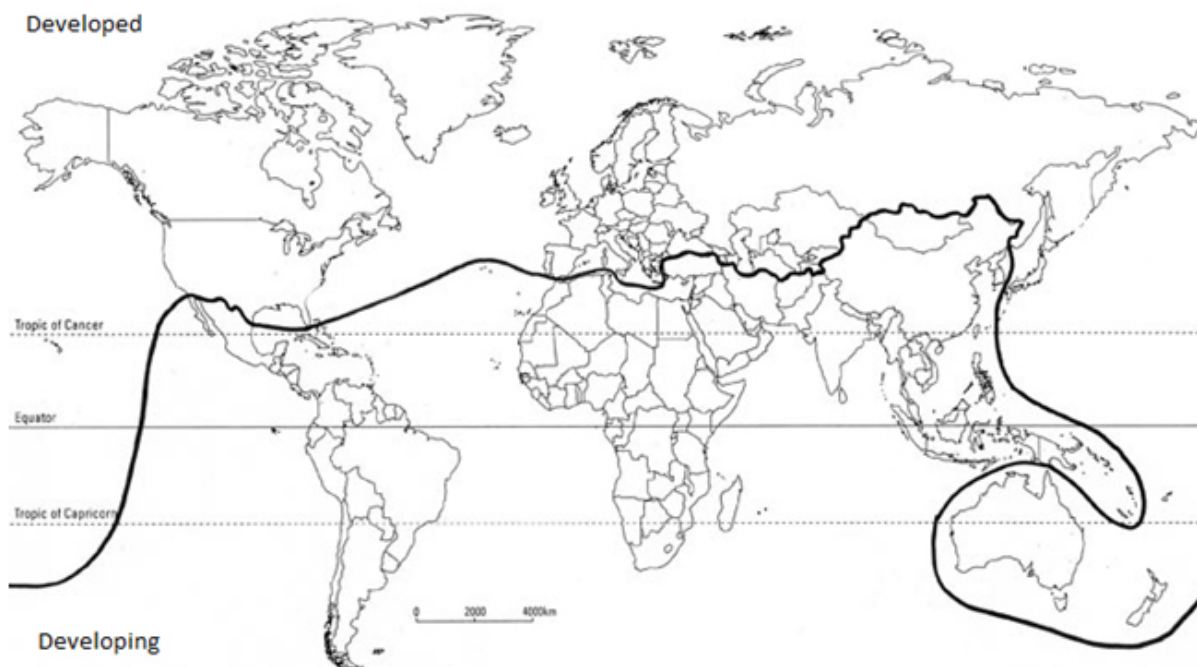 Developed
Tropic of Cancer
Equator
Tropic of Capricorn
0 2000 4000km
Developing